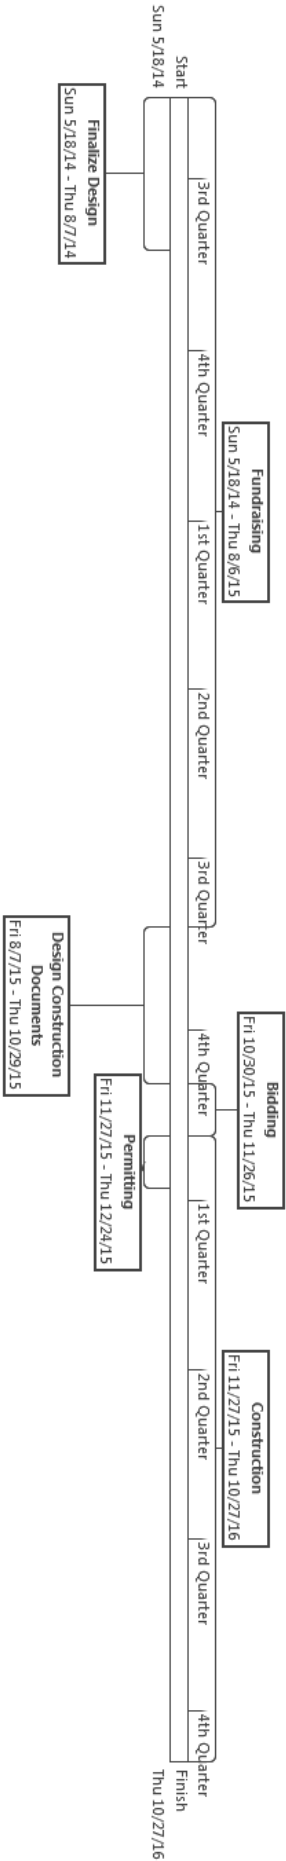 Start
Sun 5/18/14
3rd Quarter
4th Quarter
1st Quarter
2nd Quarter
3rd Quarter
4th Quarter
1st Quarter
2nd Quarter
3rd Quarter
4th Quarter
Finish
Thu 10/27/16
Fundraising
Sun 5/18/14 - Thu 8/6/15
Bidding
Fri 10/30/15 - Thu 11/26/15
Construction
Fri 11/27/15 - Thu 10/27/16
Finalize Design
Sun 5/18/14 - Thu 8/7/14
Design Construction
Documents
Fri 8/7/15 - Thu 10/29/15
Permitting
Fri 11/27/15 - Thu 12/24/15